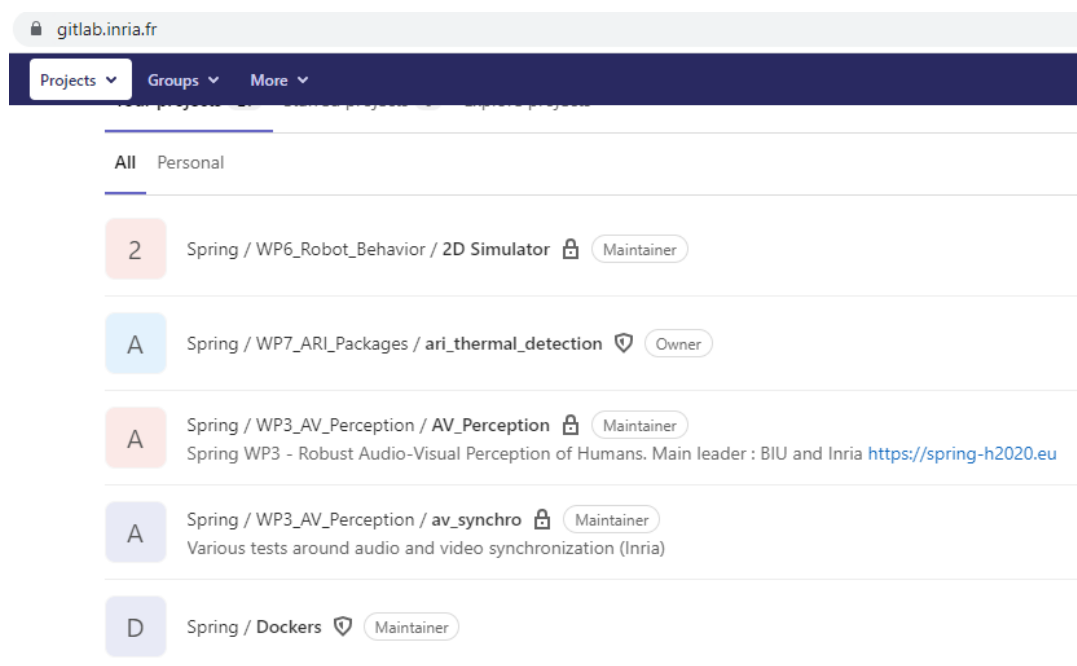 gitlab.inria.fr
Projects Groups More
All Personal
2 Spring / WP6_Robot_Behavior / 2D Simulator Maintainer
A Spring / WP7_ARI_Packages / ari_thermal_detection Owner
A Spring / WP3_AV_Perception / AV_Perception Maintainer
Spring WP3 - Robust Audio-Visual Perception of Humans. Main leader : BIU and Inria https://spring-h2020.eu
A Spring / WP3_AV_Perception / av_synchro Maintainer
Various tests around audio and video synchronization (Inria)
D Spring / Dockers Maintainer